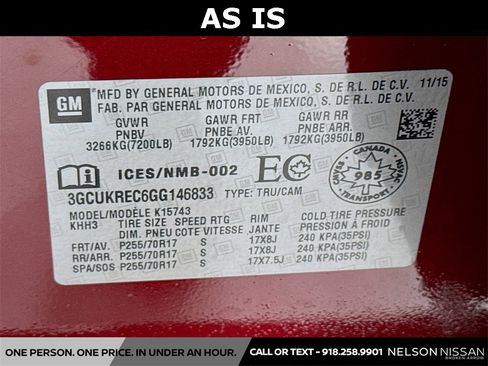 AS IS
GM
MFD BY GENERAL MOTORS DE MEXICO, S. DE R.L. DE C.V. 11/15
FAB. PAR GENERAL MOTORS DE MEXICO, S. DE R.L. DE C.V.
GVWR GAWR FRT GAWR RR
PNBV PNBE AV. PNBE ARR.
3266KG(7200LB) 1792KG(3950LB) 1792KG(3950LB)
ICES/NMB-002 EC CANADA 985
3GCUKREC6GG146833 TYPE: TRU/CAM
MODEL/MODÈLE K15743
KHH3 TIRE SIZE SPEED RTG RIM COLD TIRE PRESSURE
DIM. PNEU COTE VITESSE JANTE PRESSION À FROID
FRT/AV. P255/70R17 S 17X8J 240 KPA(35PSI)
RR/ARR. P255/70R17 S 17X8J 240 KPA(35PSI)
SPA/SOS P255/70R17 S 17X7.5J 240 KPA(35PSI)
ONE PERSON. ONE PRICE. IN UNDER AN HOUR. CALL OR TEXT - 918.258.9901 NELSON NISSAN
BROKEN ARROW